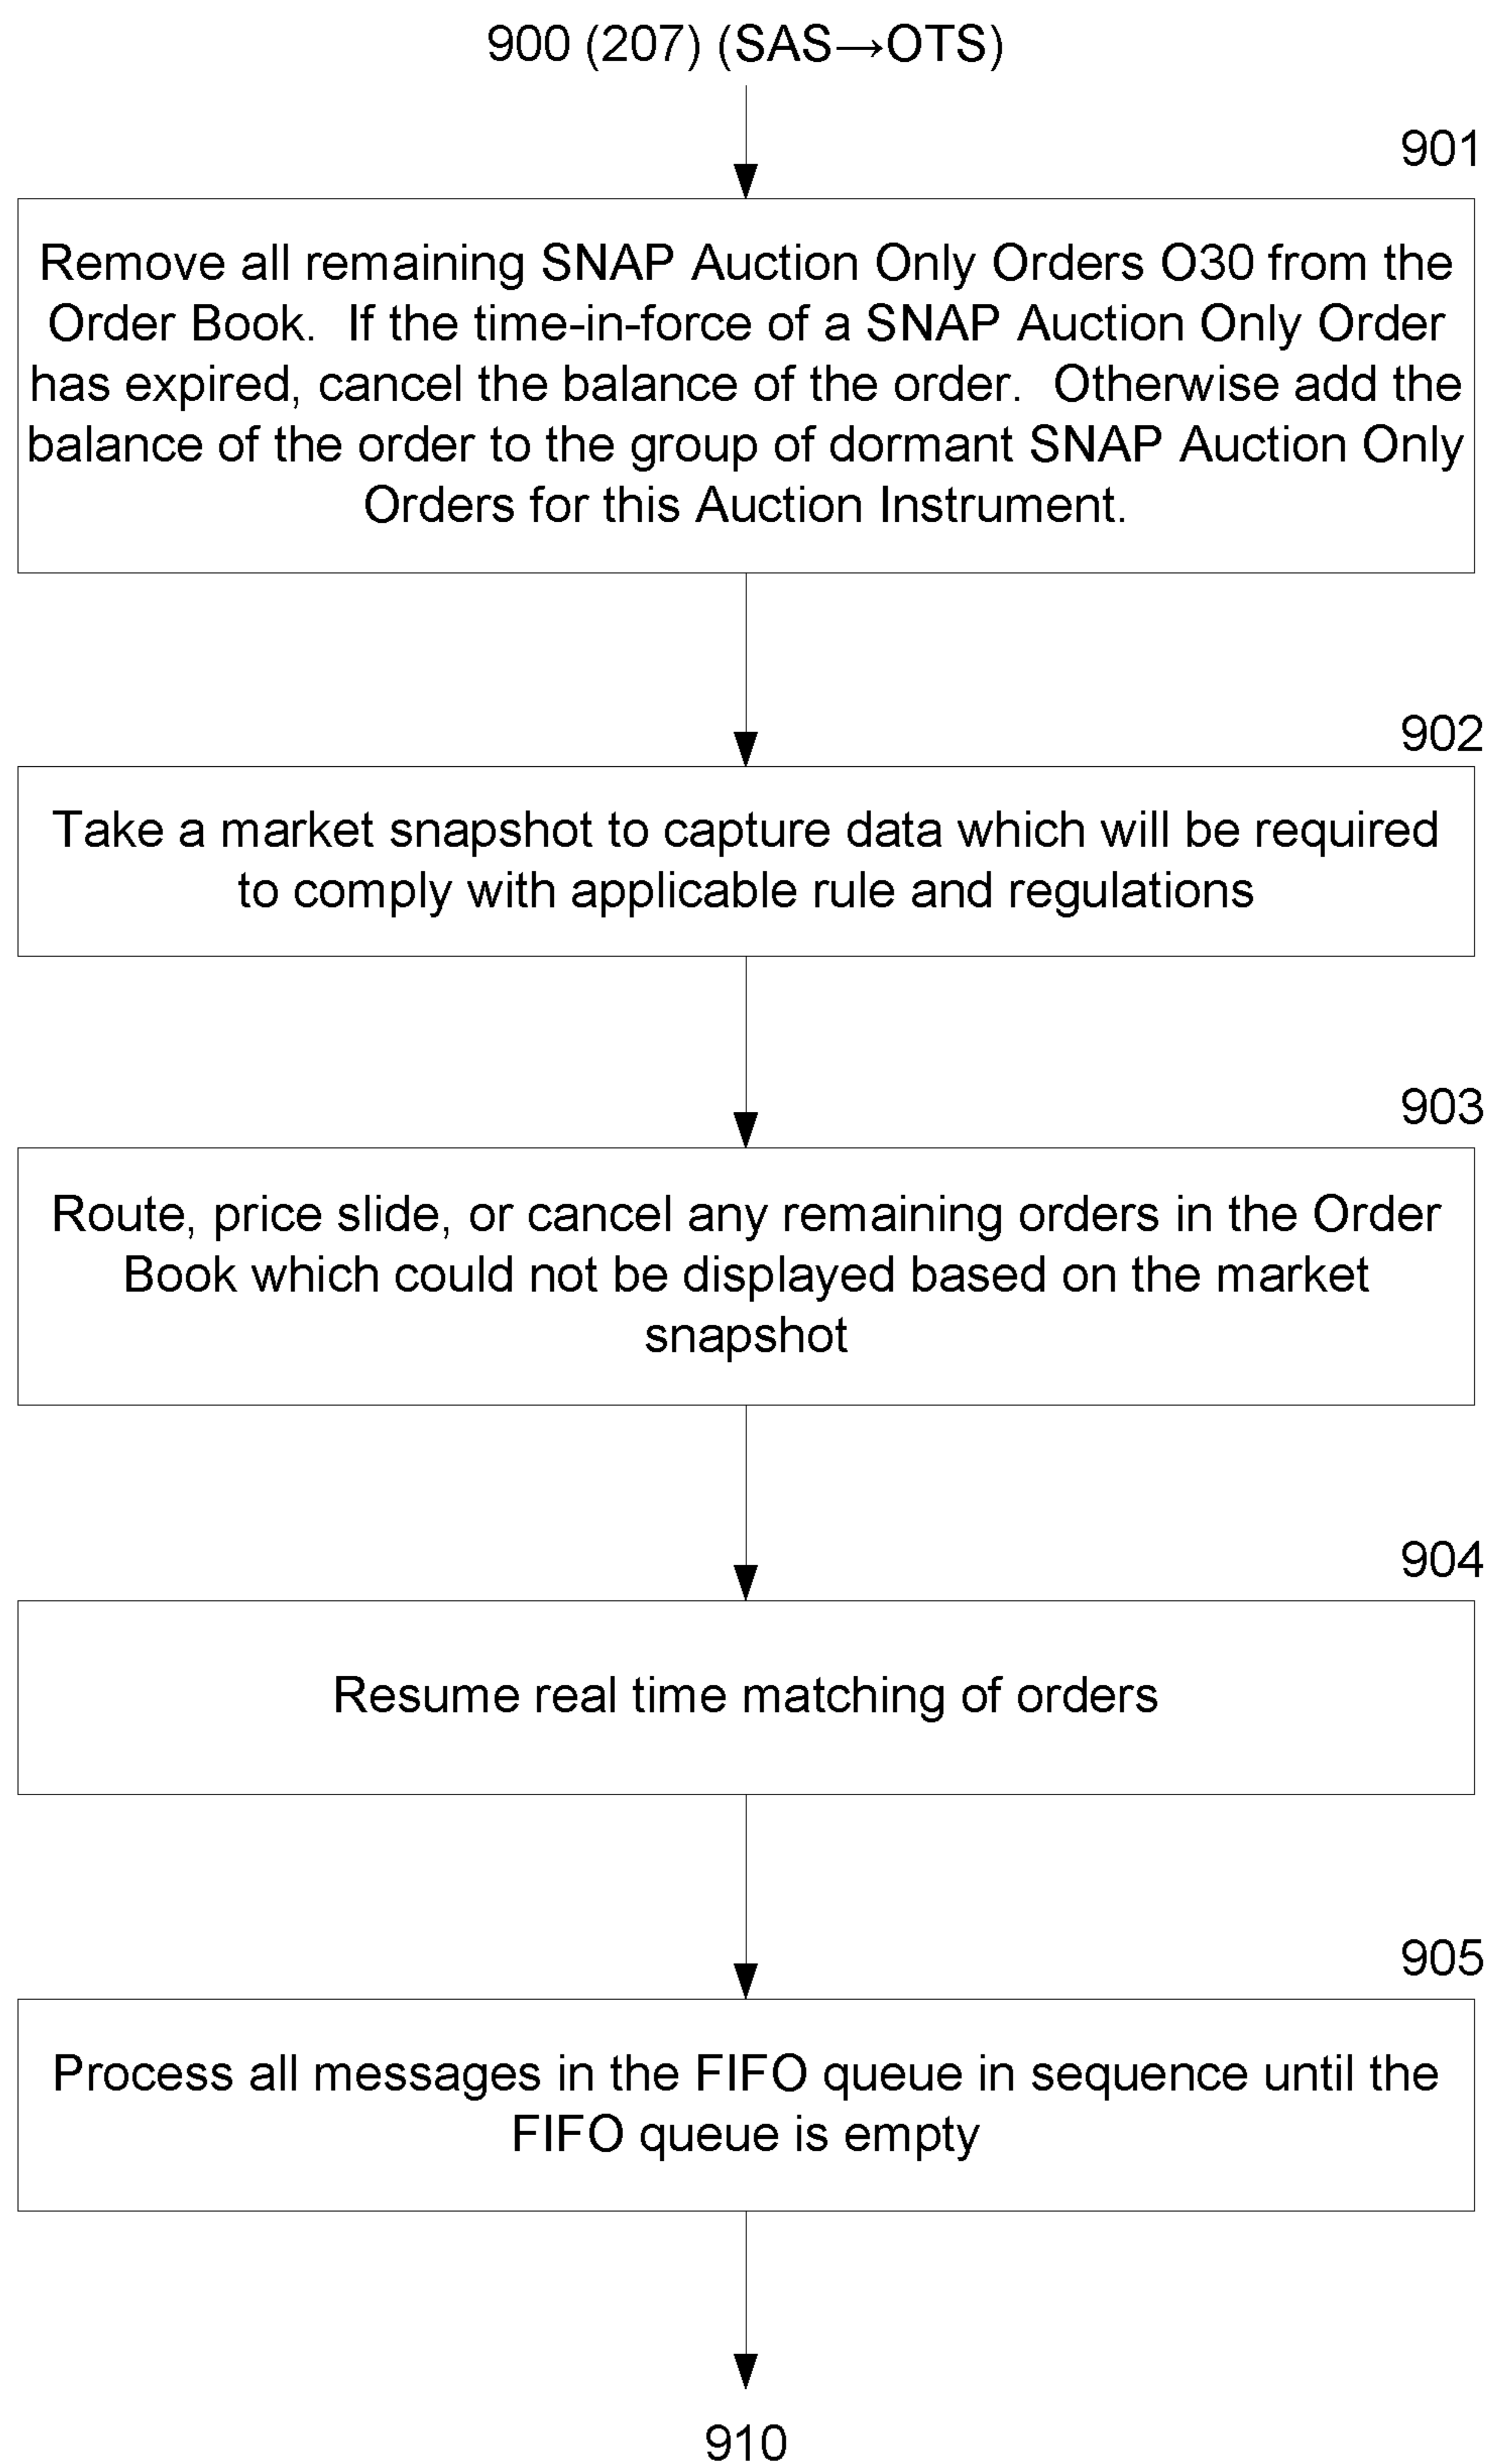 900 (207) (SAS→OTS)
901
Remove all remaining SNAP Auction Only Orders O30 from the
Order Book.  If the time-in-force of a SNAP Auction Only Order
has expired, cancel the balance of the order.  Otherwise add the
balance of the order to the group of dormant SNAP Auction Only
Orders for this Auction Instrument.
902
Take a market snapshot to capture data which will be required
to comply with applicable rule and regulations
903
Route, price slide, or cancel any remaining orders in the Order
Book which could not be displayed based on the market
snapshot
904
Resume real time matching of orders
905
Process all messages in the FIFO queue in sequence until the
FIFO queue is empty
910